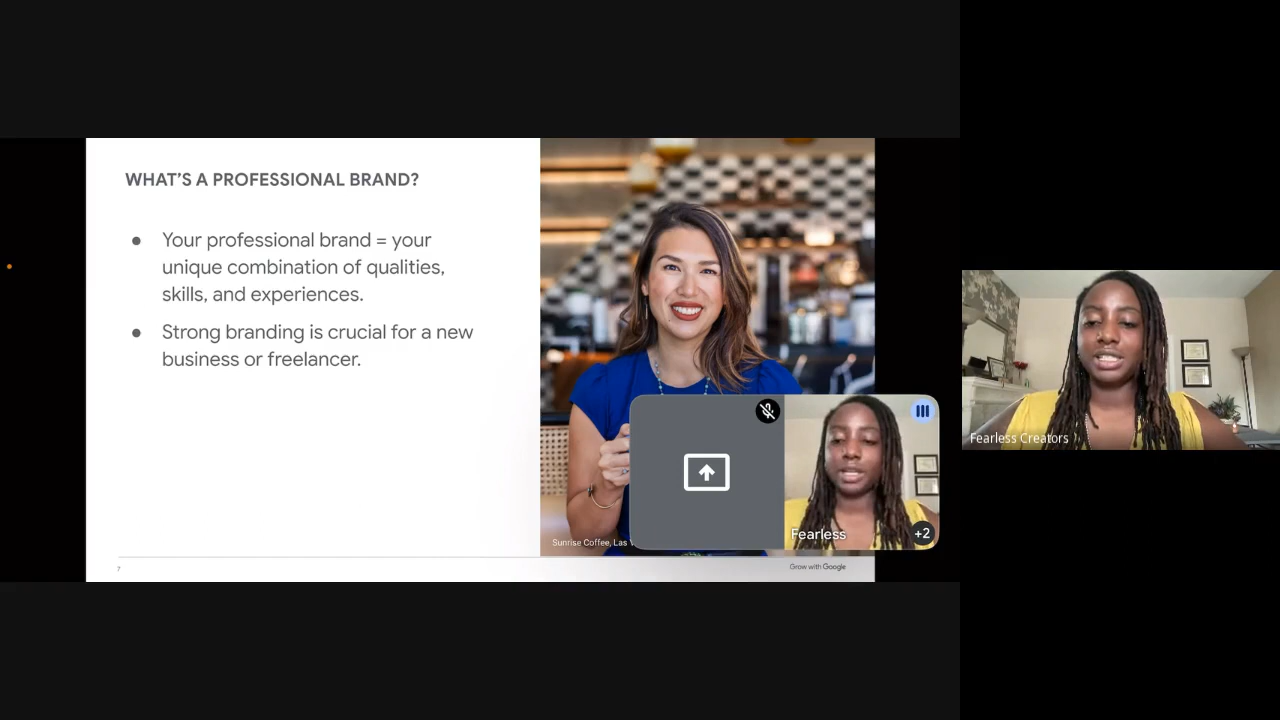 WHAT'S A PROFESSIONAL BRAND?
● Your professional brand = your
unique combination of qualities,
skills, and experiences.
● Strong branding is crucial for a new
business or freelancer.
Sunrise Coffee, Las
7
Grow with Google
Fearless
+2
Fearless Creators